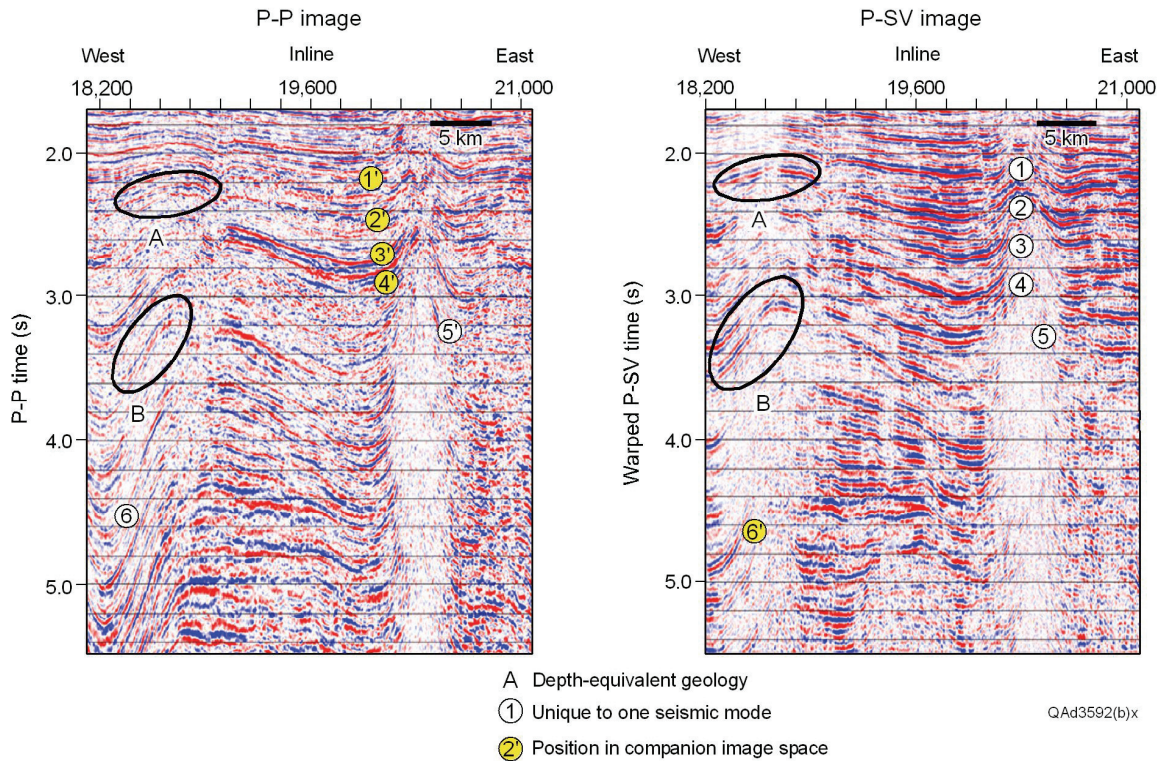 P-P image
West Inline East
18,200 19,600 21,000
5 km
P-P time (s)
2.0
3.0
4.0
5.0
1'
2'
3'
4'
5'
6
A
B
P-SV image
West Inline East
18,200 19,600 21,000
5 km
Warped P-SV time (s)
2.0
3.0
4.0
5.0
1
2
3
4
5
6'
A
B
A Depth-equivalent geology
1 Unique to one seismic mode
2' Position in companion image space
QAd3592(b)x